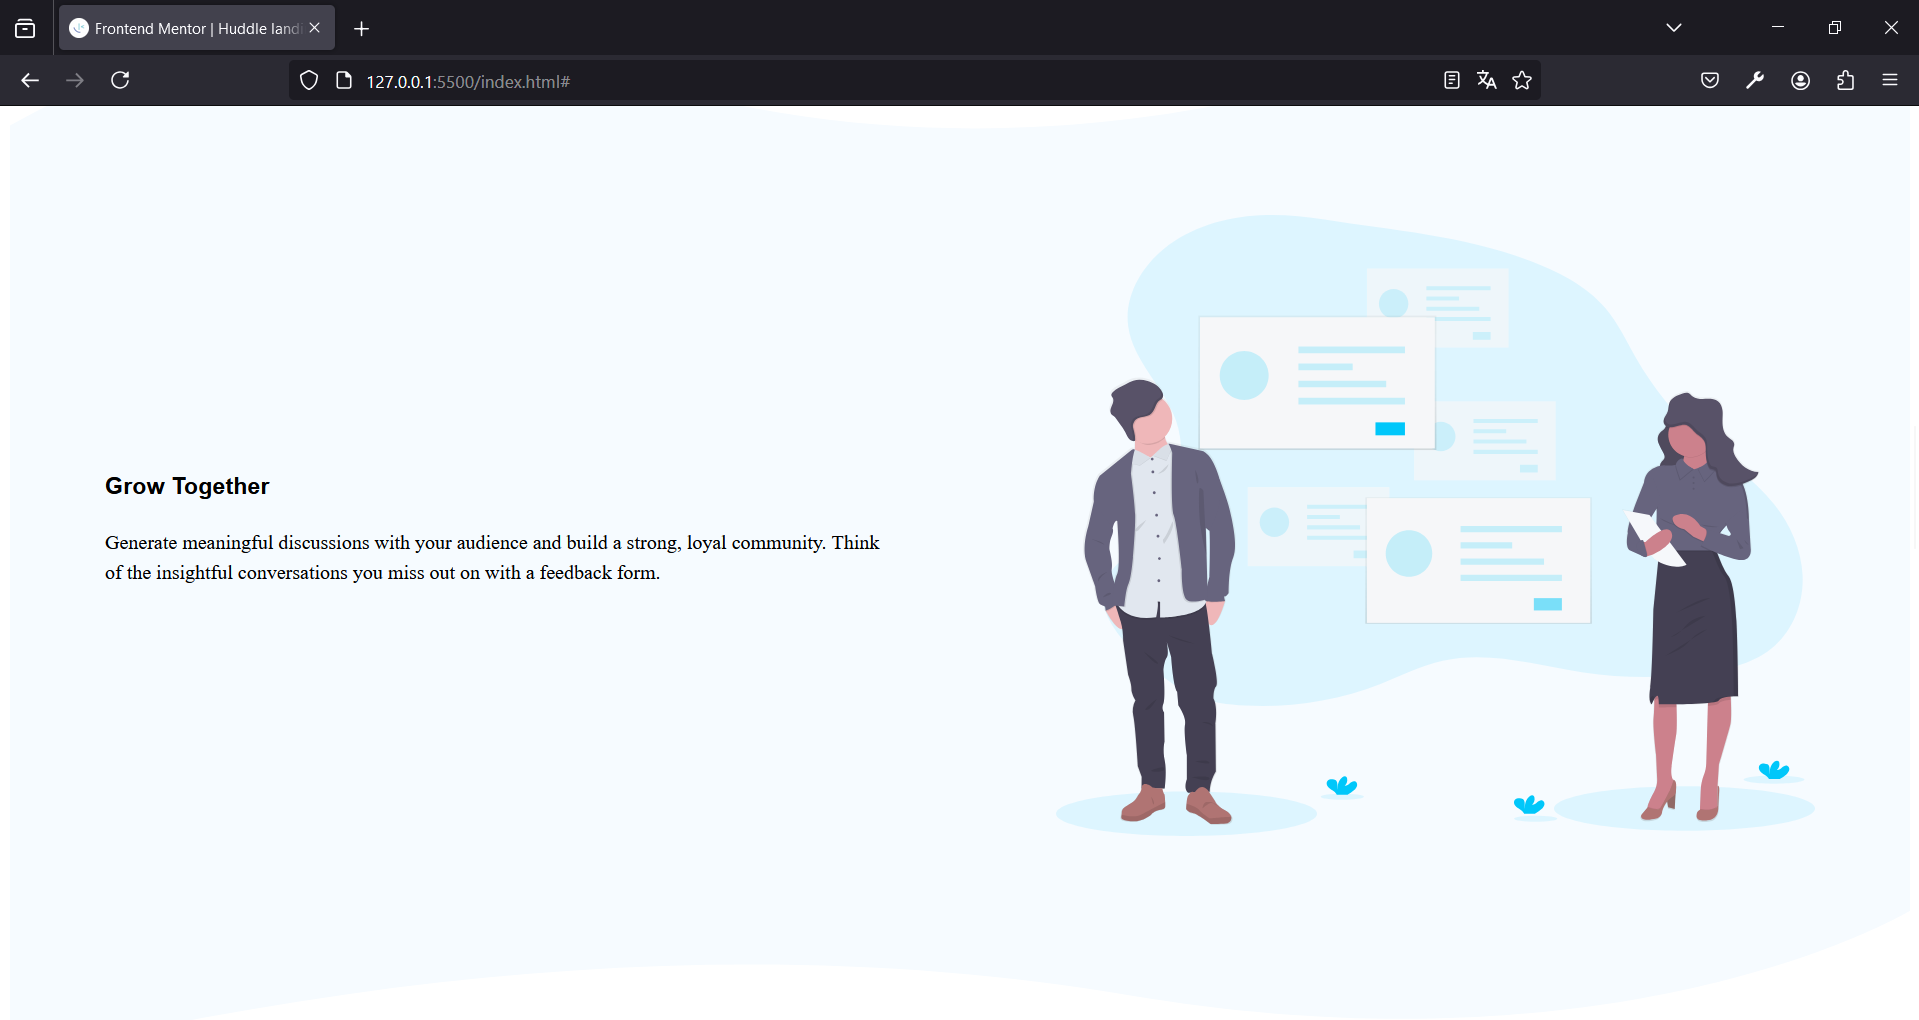 Frontend Mentor | Huddle landi
127.0.0.1:5500/index.html#
Grow Together
Generate meaningful discussions with your audience and build a strong, loyal community. Think
of the insightful conversations you miss out on with a feedback form.